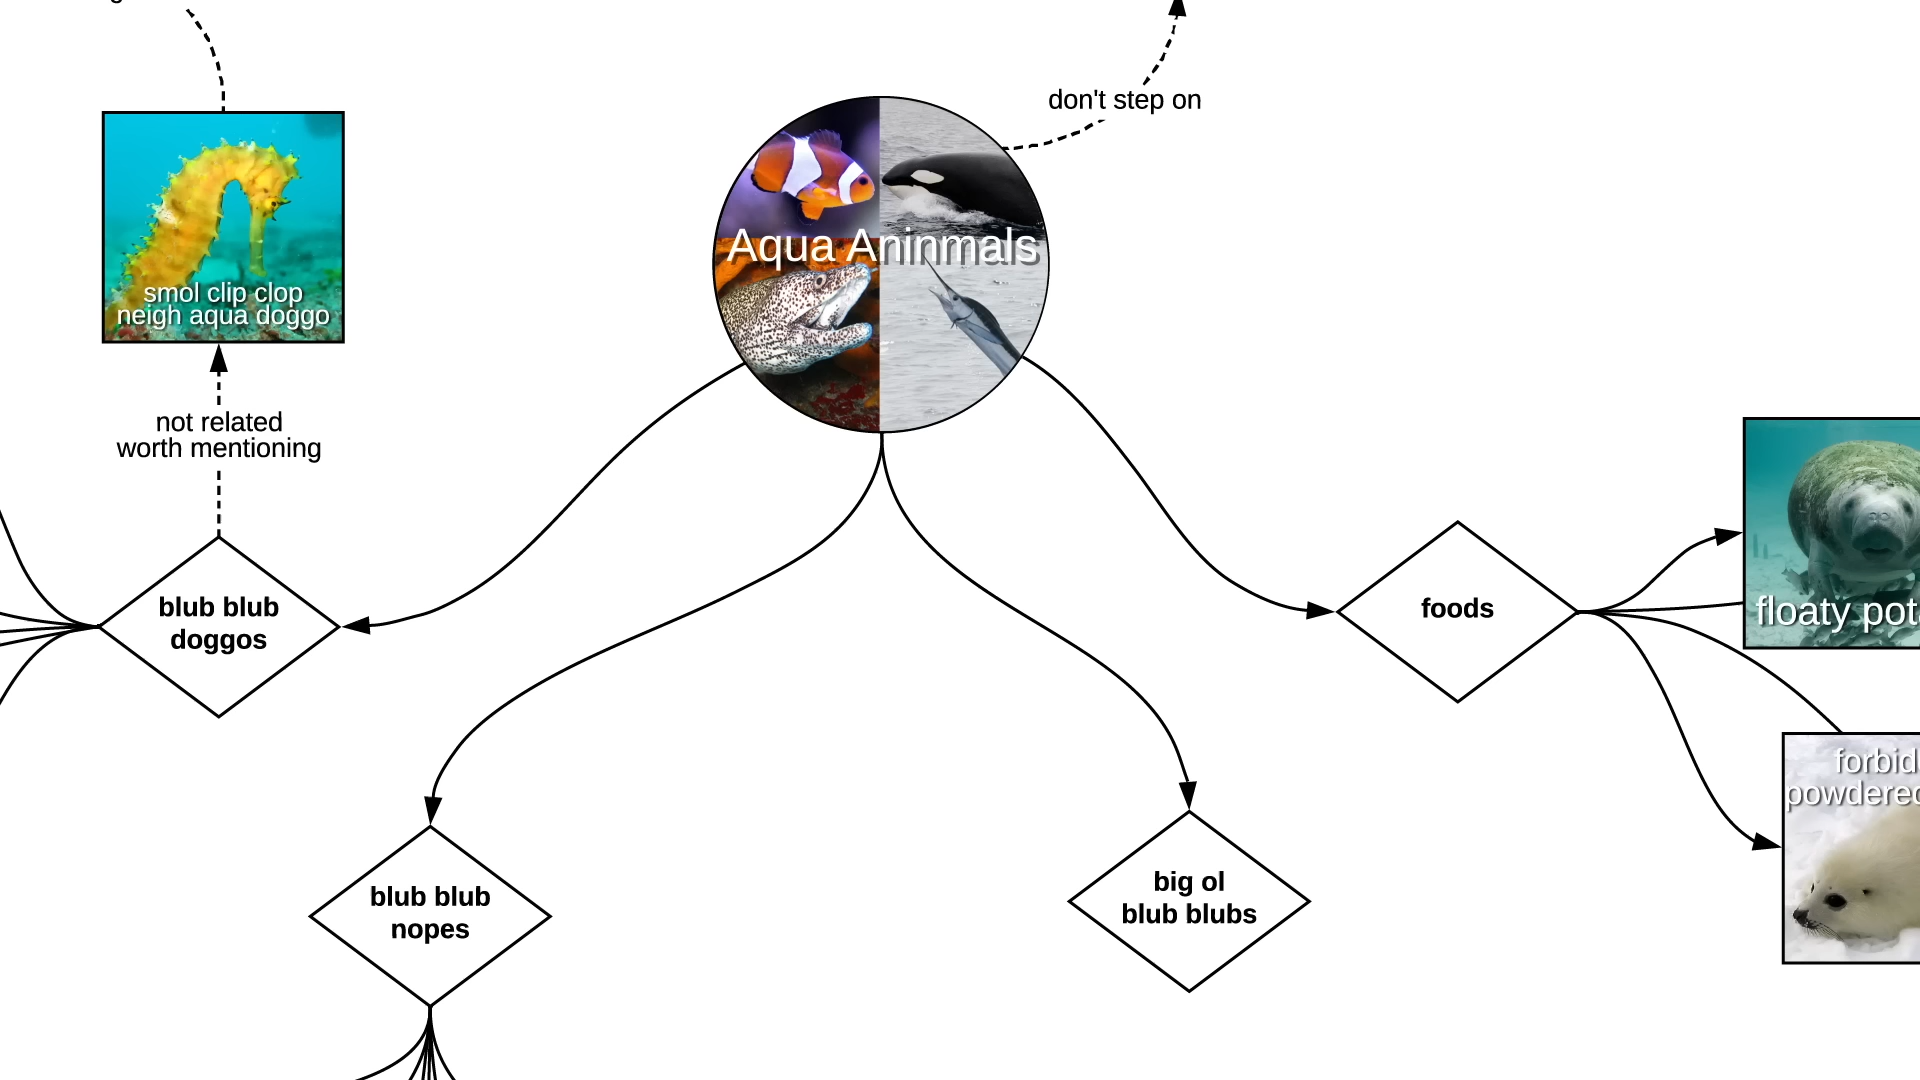 don't step on
Aqua Aninmals
smol clip clop
neigh aqua doggo
not related
worth mentioning
blub blub
doggos
foods
floaty pot
forbid
powdered
blub blub
nopes
big ol
blub blubs